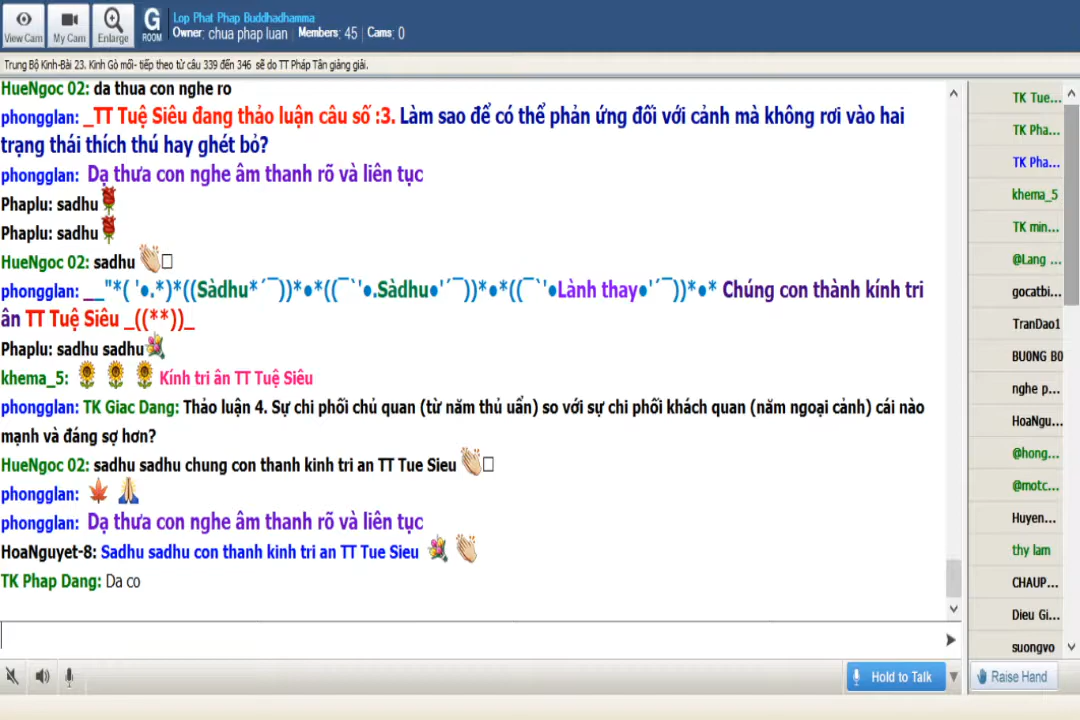 View Cam
My Cam
Enlarge
G
ROOM
Lop Phat Phap Buddhadhamma
Owner: chua phap luan | Members: 45 | Cams: 0
Trung Bộ Kinh-Bài 23. Kinh Gò mối- tiếp theo từ câu 339 đến 346 sẽ do TT Pháp Tân giảng giải.
HueNgoc 02: da thua con nghe ro
phongglan: _TT Tuệ Siêu đang thảo luận câu số :3. Làm sao để có thể phản ứng đối với cảnh mà không rơi vào hai
trạng thái thích thú hay ghét bỏ?
phongglan: Dạ thưa con nghe âm thanh rõ và liên tục
Phaplu: sadhu🌹
Phaplu: sadhu🌹
HueNgoc 02: sadhu 👏□
phongglan: __"*( '●.*)*((Sàdhu*´¯))*●*((¯`'●.Sàdhu●'´¯))*●*((¯`'●Lành thay●'´¯))*●* Chúng con thành kính tri
ân TT Tuệ Siêu _((**))_
Phaplu: sadhu sadhu💐
khema_5: 🌻 🌻 🌻 Kính tri ân TT Tuệ Siêu
phongglan: TK Giac Dang: Thảo luận 4. Sự chi phối chủ quan (từ năm thủ uẩn) so với sự chi phối khách quan (năm ngoại cảnh) cái nào
mạnh và đáng sợ hơn?
HueNgoc 02: sadhu sadhu chung con thanh kinh tri an TT Tue Sieu 👏□
phongglan: 🍁 🙏
phongglan: Dạ thưa con nghe âm thanh rõ và liên tục
HoaNguyet-8: Sadhu sadhu con thanh kinh tri an TT Tue Sieu 💐 👏
TK Phap Dang: Da co
TK Tue...
TK Pha...
TK Pha...
khema_5
TK min...
@Lang ...
gocatbi...
TranDao1
BUONG BO
nghe p...
HoaNgu...
@hong...
@motc...
Huyen...
thy lam
CHAUP...
Dieu Gi...
suongvo
Hold to Talk
Raise Hand